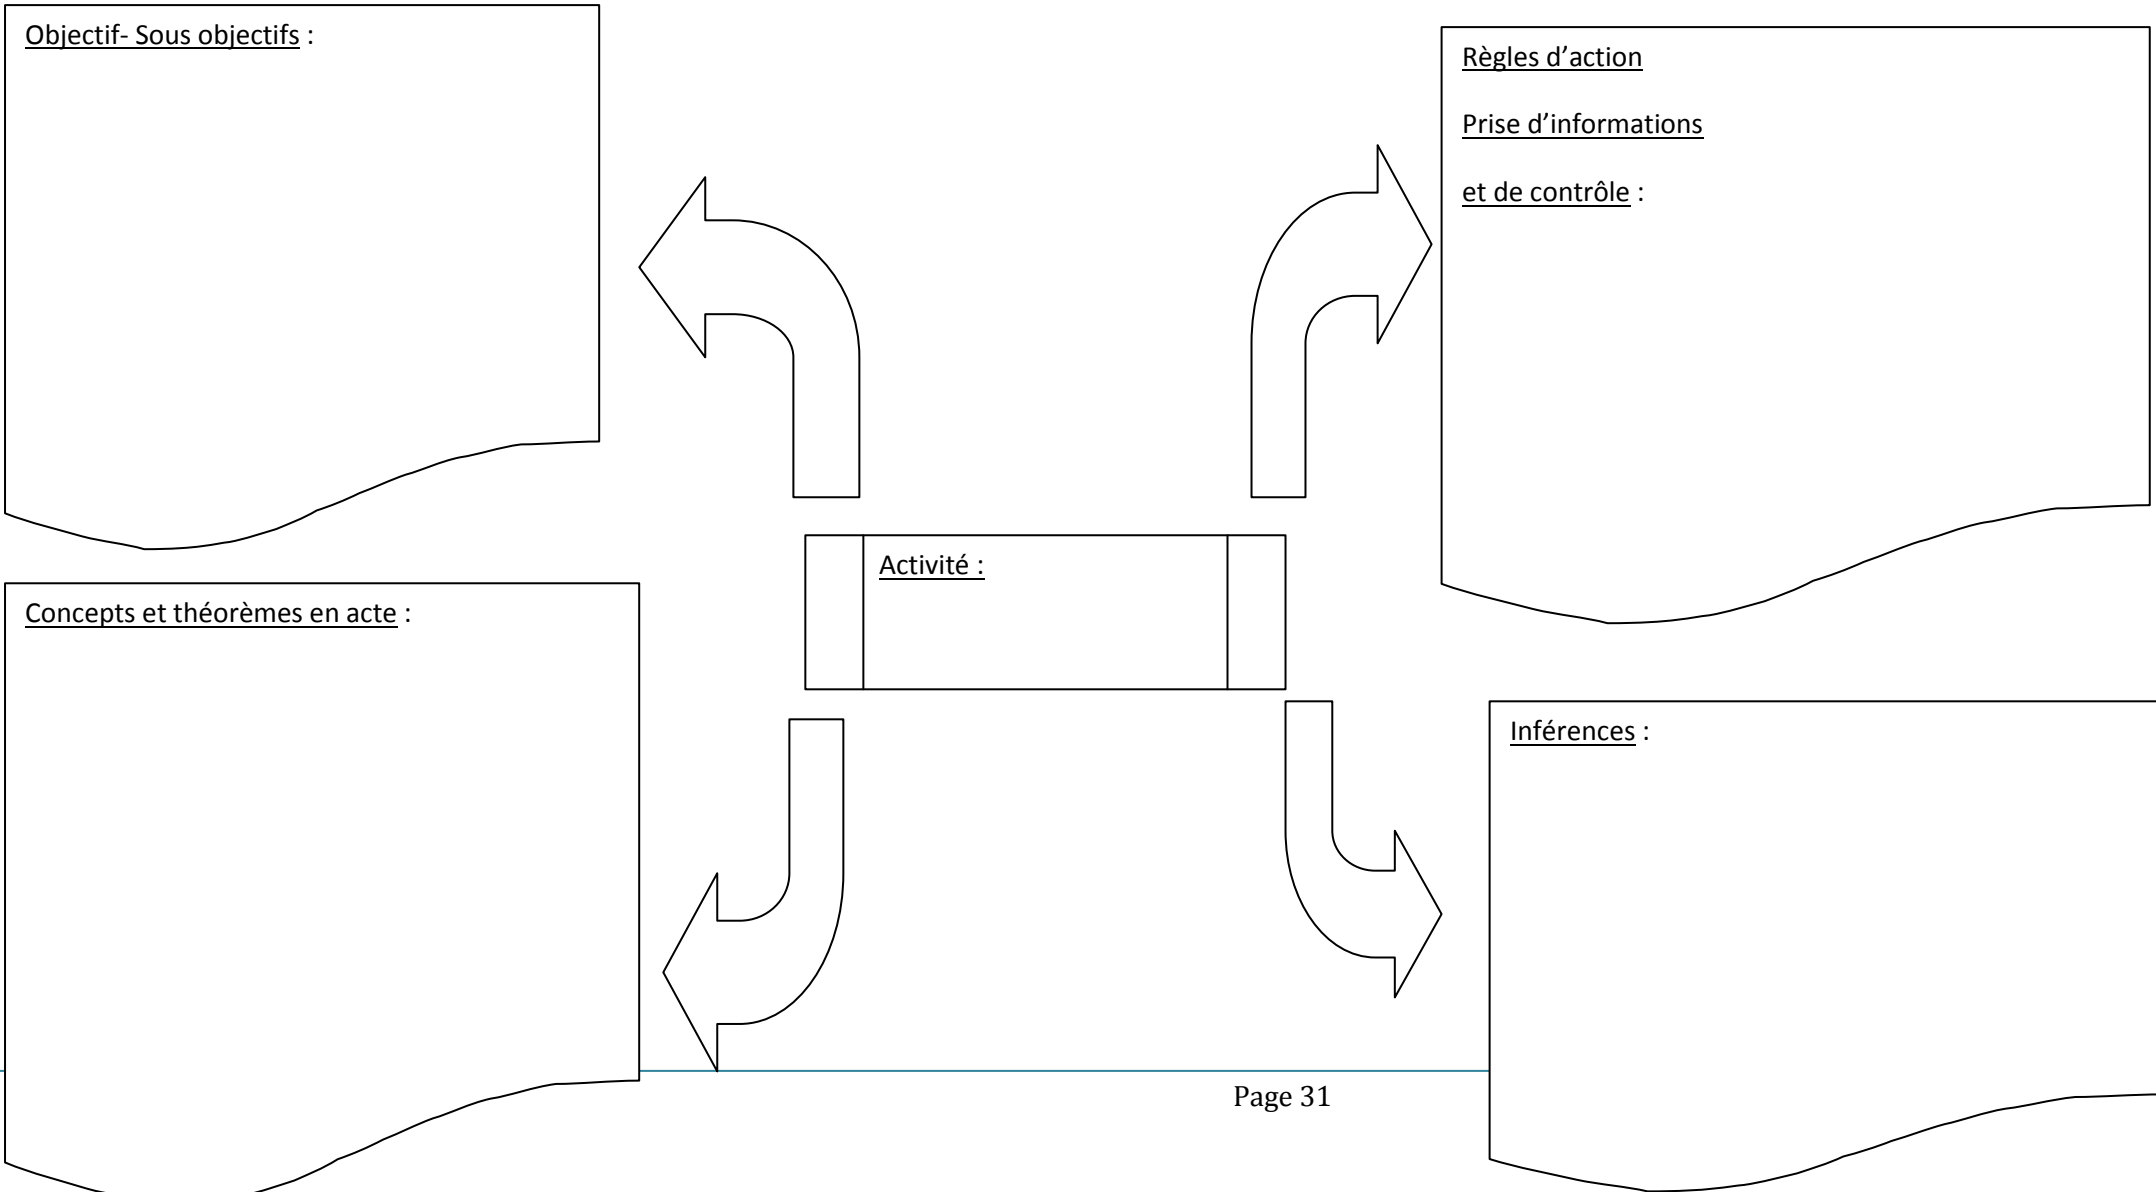 Objectif- Sous objectifs :
Règles d’action
Prise d’informations
et de contrôle :
Activité :
Concepts et théorèmes en acte :
Inférences :
Page 31